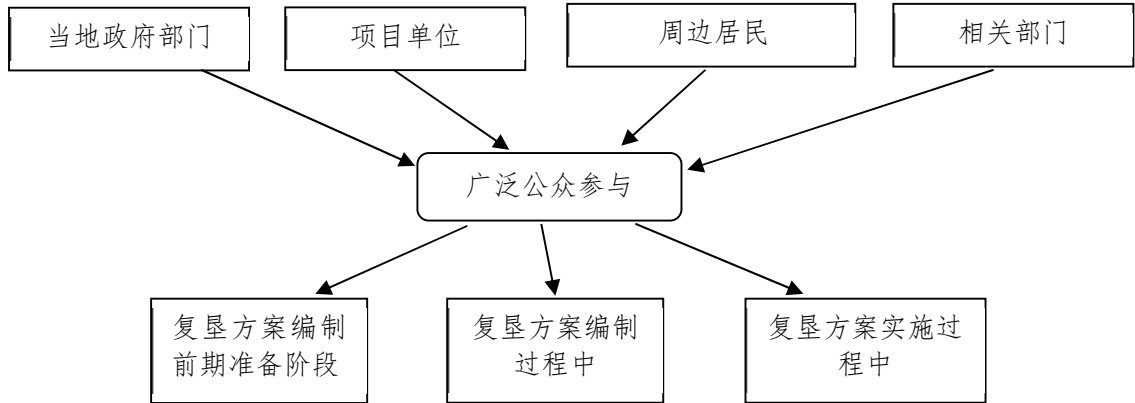 当地政府部门
项目单位
周边居民
相关部门
广泛公众参与
复垦方案编制
前期准备阶段
复垦方案编制
过程中
复垦方案实施过
程中